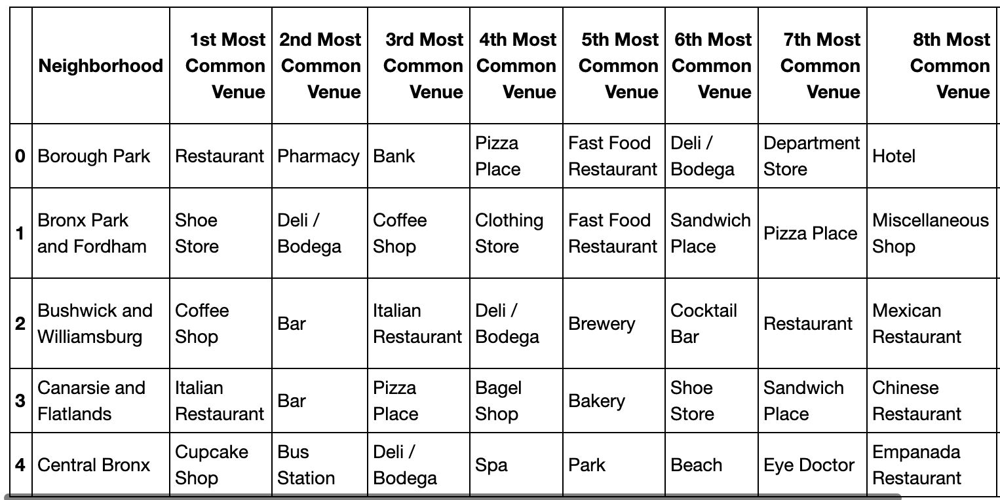 Neighborhood 1st Most Common Venue 2nd Most Common Venue 3rd Most Common Venue 4th Most Common Venue 5th Most Common Venue 6th Most Common Venue 7th Most Common Venue 8th Most Common Venue
0 Borough Park Restaurant Pharmacy Bank Pizza Place Fast Food Restaurant Deli / Bodega Department Store Hotel
1 Bronx Park and Fordham Shoe Store Deli / Bodega Coffee Shop Clothing Store Fast Food Restaurant Sandwich Place Pizza Place Miscellaneous Shop
2 Bushwick and Williamsburg Coffee Shop Bar Italian Restaurant Deli / Bodega Brewery Cocktail Bar Restaurant Mexican Restaurant
3 Canarsie and Flatlands Italian Restaurant Bar Pizza Place Bagel Shop Bakery Shoe Store Sandwich Place Chinese Restaurant
4 Central Bronx Cupcake Shop Bus Station Deli / Bodega Spa Park Beach Eye Doctor Empanada Restaurant